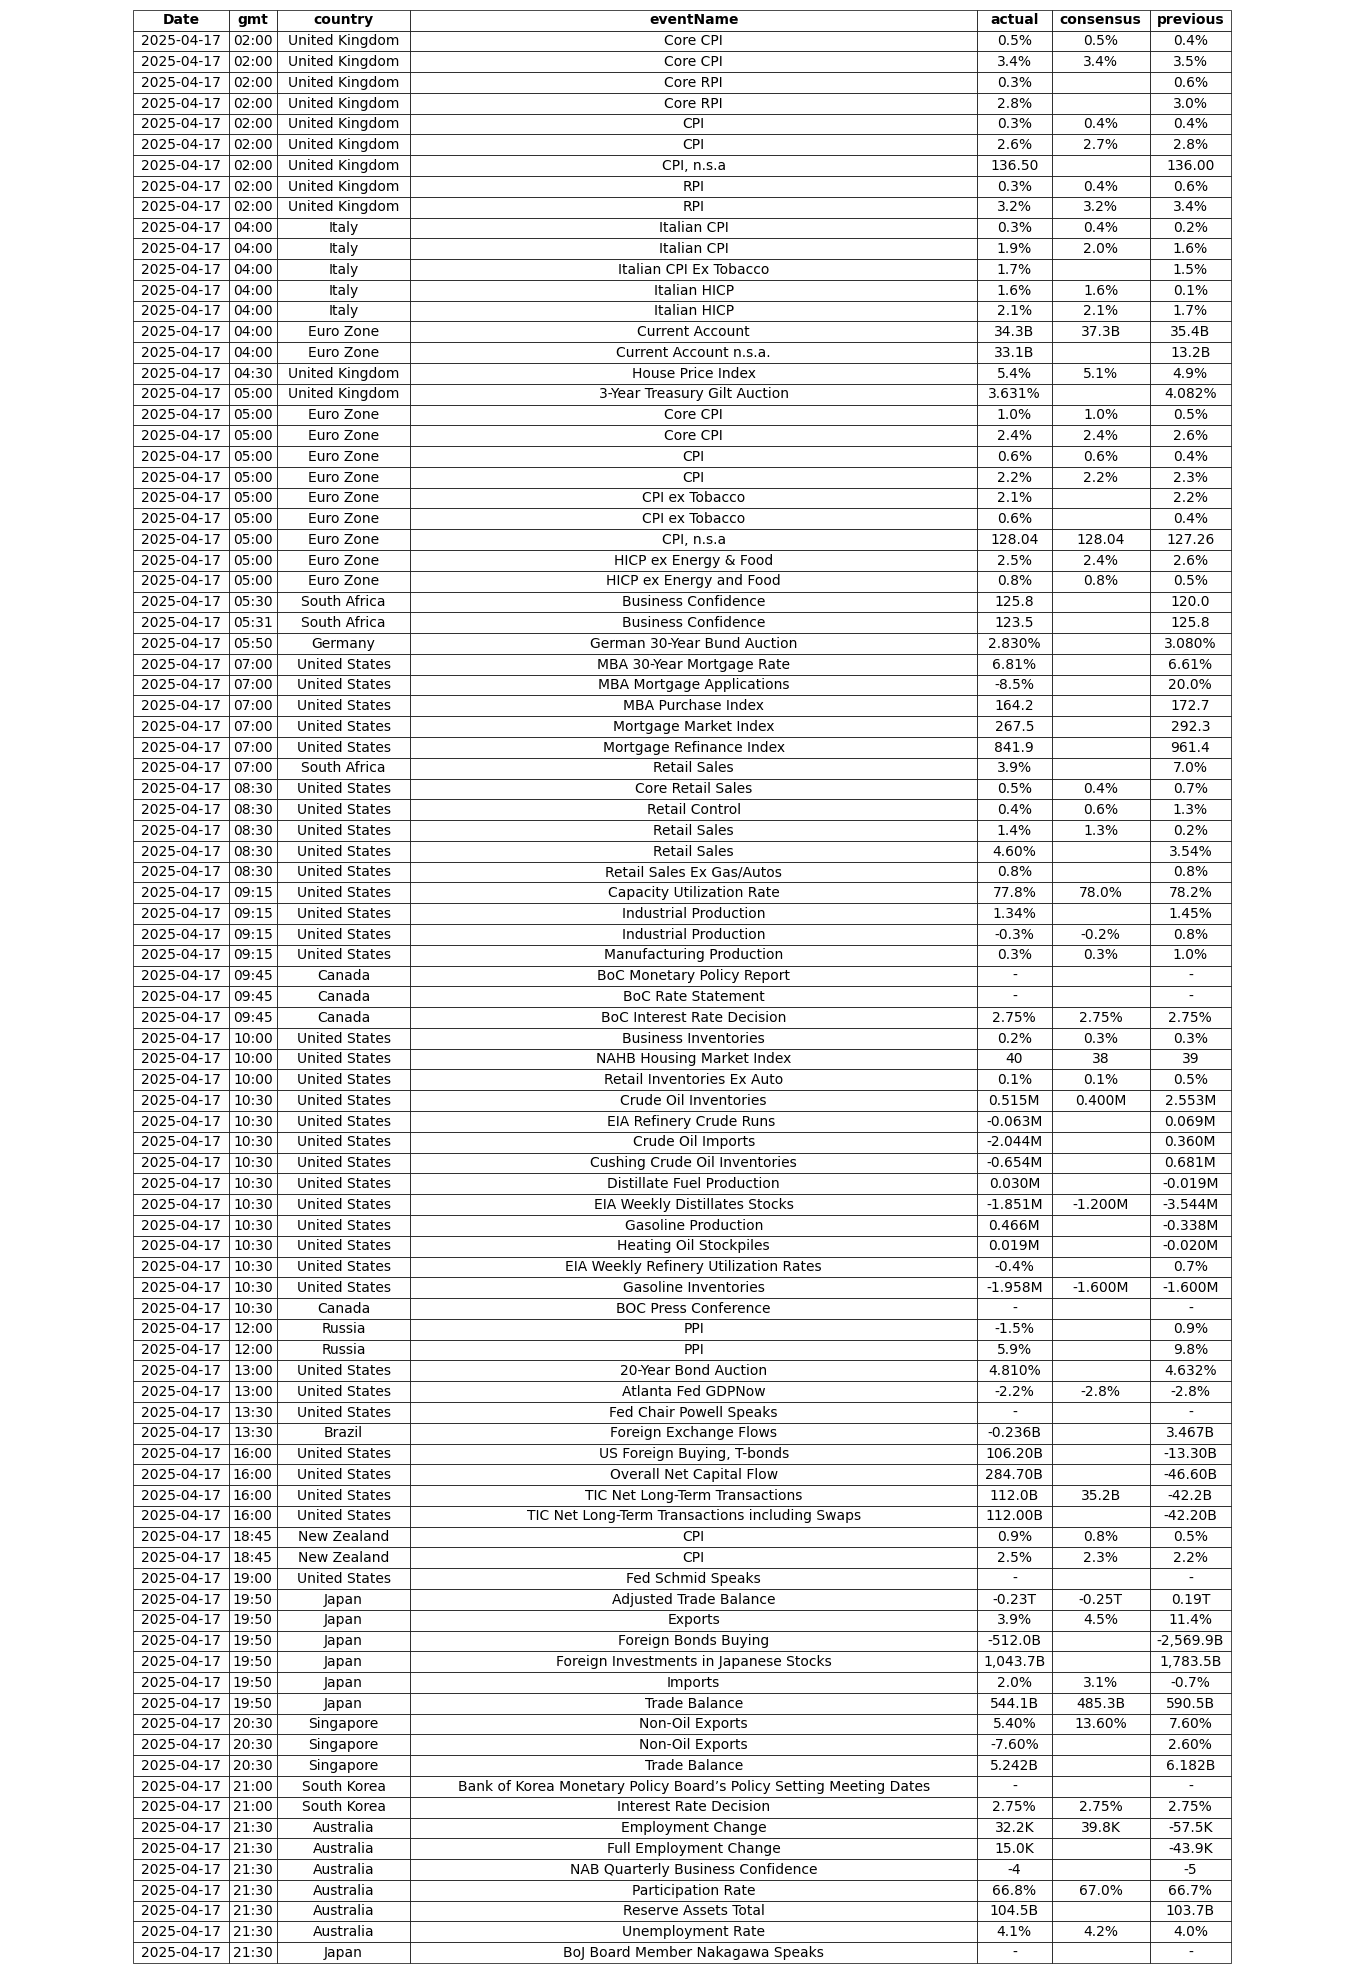 Date gmt country eventName actual consensus previous
2025-04-17 02:00 United Kingdom Core CPI 0.5% 0.5% 0.4%
2025-04-17 02:00 United Kingdom Core CPI 3.4% 3.4% 3.5%
2025-04-17 02:00 United Kingdom Core RPI 0.3% 0.6%
2025-04-17 02:00 United Kingdom Core RPI 2.8% 3.0%
2025-04-17 02:00 United Kingdom CPI 0.3% 0.4% 0.4%
2025-04-17 02:00 United Kingdom CPI 2.6% 2.7% 2.8%
2025-04-17 02:00 United Kingdom CPI, n.s.a 136.50 136.00
2025-04-17 02:00 United Kingdom RPI 0.3% 0.4% 0.6%
2025-04-17 02:00 United Kingdom RPI 3.2% 3.2% 3.4%
2025-04-17 04:00 Italy Italian CPI 0.3% 0.4% 0.2%
2025-04-17 04:00 Italy Italian CPI 1.9% 2.0% 1.6%
2025-04-17 04:00 Italy Italian CPI Ex Tobacco 1.7% 1.5%
2025-04-17 04:00 Italy Italian HICP 1.6% 1.6% 0.1%
2025-04-17 04:00 Italy Italian HICP 2.1% 2.1% 1.7%
2025-04-17 04:00 Euro Zone Current Account 34.3B 37.3B 35.4B
2025-04-17 04:00 Euro Zone Current Account n.s.a. 33.1B 13.2B
2025-04-17 04:30 United Kingdom House Price Index 5.4% 5.1% 4.9%
2025-04-17 05:00 United Kingdom 3-Year Treasury Gilt Auction 3.631% 4.082%
2025-04-17 05:00 Euro Zone Core CPI 1.0% 1.0% 0.5%
2025-04-17 05:00 Euro Zone Core CPI 2.4% 2.4% 2.6%
2025-04-17 05:00 Euro Zone CPI 0.6% 0.6% 0.4%
2025-04-17 05:00 Euro Zone CPI 2.2% 2.2% 2.3%
2025-04-17 05:00 Euro Zone CPI ex Tobacco 2.1% 2.2%
2025-04-17 05:00 Euro Zone CPI ex Tobacco 0.6% 0.4%
2025-04-17 05:00 Euro Zone CPI, n.s.a 128.04 128.04 127.26
2025-04-17 05:00 Euro Zone HICP ex Energy & Food 2.5% 2.4% 2.6%
2025-04-17 05:00 Euro Zone HICP ex Energy and Food 0.8% 0.8% 0.5%
2025-04-17 05:30 South Africa Business Confidence 125.8 120.0
2025-04-17 05:31 South Africa Business Confidence 123.5 125.8
2025-04-17 05:50 Germany German 30-Year Bund Auction 2.830% 3.080%
2025-04-17 07:00 United States MBA 30-Year Mortgage Rate 6.81% 6.61%
2025-04-17 07:00 United States MBA Mortgage Applications -8.5% 20.0%
2025-04-17 07:00 United States MBA Purchase Index 164.2 172.7
2025-04-17 07:00 United States Mortgage Market Index 267.5 292.3
2025-04-17 07:00 United States Mortgage Refinance Index 841.9 961.4
2025-04-17 07:00 South Africa Retail Sales 3.9% 7.0%
2025-04-17 08:30 United States Core Retail Sales 0.5% 0.4% 0.7%
2025-04-17 08:30 United States Retail Control 0.4% 0.6% 1.3%
2025-04-17 08:30 United States Retail Sales 1.4% 1.3% 0.2%
2025-04-17 08:30 United States Retail Sales 4.60% 3.54%
2025-04-17 08:30 United States Retail Sales Ex Gas/Autos 0.8% 0.8%
2025-04-17 09:15 United States Capacity Utilization Rate 77.8% 78.0% 78.2%
2025-04-17 09:15 United States Industrial Production 1.34% 1.45%
2025-04-17 09:15 United States Industrial Production -0.3% -0.2% 0.8%
2025-04-17 09:15 United States Manufacturing Production 0.3% 0.3% 1.0%
2025-04-17 09:45 Canada BoC Monetary Policy Report - -
2025-04-17 09:45 Canada BoC Rate Statement - -
2025-04-17 09:45 Canada BoC Interest Rate Decision 2.75% 2.75% 2.75%
2025-04-17 10:00 United States Business Inventories 0.2% 0.3% 0.3%
2025-04-17 10:00 United States NAHB Housing Market Index 40 38 39
2025-04-17 10:00 United States Retail Inventories Ex Auto 0.1% 0.1% 0.5%
2025-04-17 10:30 United States Crude Oil Inventories 0.515M 0.400M 2.553M
2025-04-17 10:30 United States EIA Refinery Crude Runs -0.063M 0.069M
2025-04-17 10:30 United States Crude Oil Imports -2.044M 0.360M
2025-04-17 10:30 United States Cushing Crude Oil Inventories -0.654M 0.681M
2025-04-17 10:30 United States Distillate Fuel Production 0.030M -0.019M
2025-04-17 10:30 United States EIA Weekly Distillates Stocks -1.851M -1.200M -3.544M
2025-04-17 10:30 United States Gasoline Production 0.466M -0.338M
2025-04-17 10:30 United States Heating Oil Stockpiles 0.019M -0.020M
2025-04-17 10:30 United States EIA Weekly Refinery Utilization Rates -0.4% 0.7%
2025-04-17 10:30 United States Gasoline Inventories -1.958M -1.600M -1.600M
2025-04-17 10:30 Canada BOC Press Conference - -
2025-04-17 12:00 Russia PPI -1.5% 0.9%
2025-04-17 12:00 Russia PPI 5.9% 9.8%
2025-04-17 13:00 United States 20-Year Bond Auction 4.810% 4.632%
2025-04-17 13:00 United States Atlanta Fed GDPNow -2.2% -2.8% -2.8%
2025-04-17 13:30 United States Fed Chair Powell Speaks - -
2025-04-17 13:30 Brazil Foreign Exchange Flows -0.236B 3.467B
2025-04-17 16:00 United States US Foreign Buying, T-bonds 106.20B -13.30B
2025-04-17 16:00 United States Overall Net Capital Flow 284.70B -46.60B
2025-04-17 16:00 United States TIC Net Long-Term Transactions 112.0B 35.2B -42.2B
2025-04-17 16:00 United States TIC Net Long-Term Transactions including Swaps 112.00B -42.20B
2025-04-17 18:45 New Zealand CPI 0.9% 0.8% 0.5%
2025-04-17 18:45 New Zealand CPI 2.5% 2.3% 2.2%
2025-04-17 19:00 United States Fed Schmid Speaks - -
2025-04-17 19:50 Japan Adjusted Trade Balance -0.23T -0.25T 0.19T
2025-04-17 19:50 Japan Exports 3.9% 4.5% 11.4%
2025-04-17 19:50 Japan Foreign Bonds Buying -512.0B -2,569.9B
2025-04-17 19:50 Japan Foreign Investments in Japanese Stocks 1,043.7B 1,783.5B
2025-04-17 19:50 Japan Imports 2.0% 3.1% -0.7%
2025-04-17 19:50 Japan Trade Balance 544.1B 485.3B 590.5B
2025-04-17 20:30 Singapore Non-Oil Exports 5.40% 13.60% 7.60%
2025-04-17 20:30 Singapore Non-Oil Exports -7.60% 2.60%
2025-04-17 20:30 Singapore Trade Balance 5.242B 6.182B
2025-04-17 21:00 South Korea Bank of Korea Monetary Policy Board’s Policy Setting Meeting Dates - -
2025-04-17 21:00 South Korea Interest Rate Decision 2.75% 2.75% 2.75%
2025-04-17 21:30 Australia Employment Change 32.2K 39.8K -57.5K
2025-04-17 21:30 Australia Full Employment Change 15.0K -43.9K
2025-04-17 21:30 Australia NAB Quarterly Business Confidence -4 -5
2025-04-17 21:30 Australia Participation Rate 66.8% 67.0% 66.7%
2025-04-17 21:30 Australia Reserve Assets Total 104.5B 103.7B
2025-04-17 21:30 Australia Unemployment Rate 4.1% 4.2% 4.0%
2025-04-17 21:30 Japan BoJ Board Member Nakagawa Speaks - -